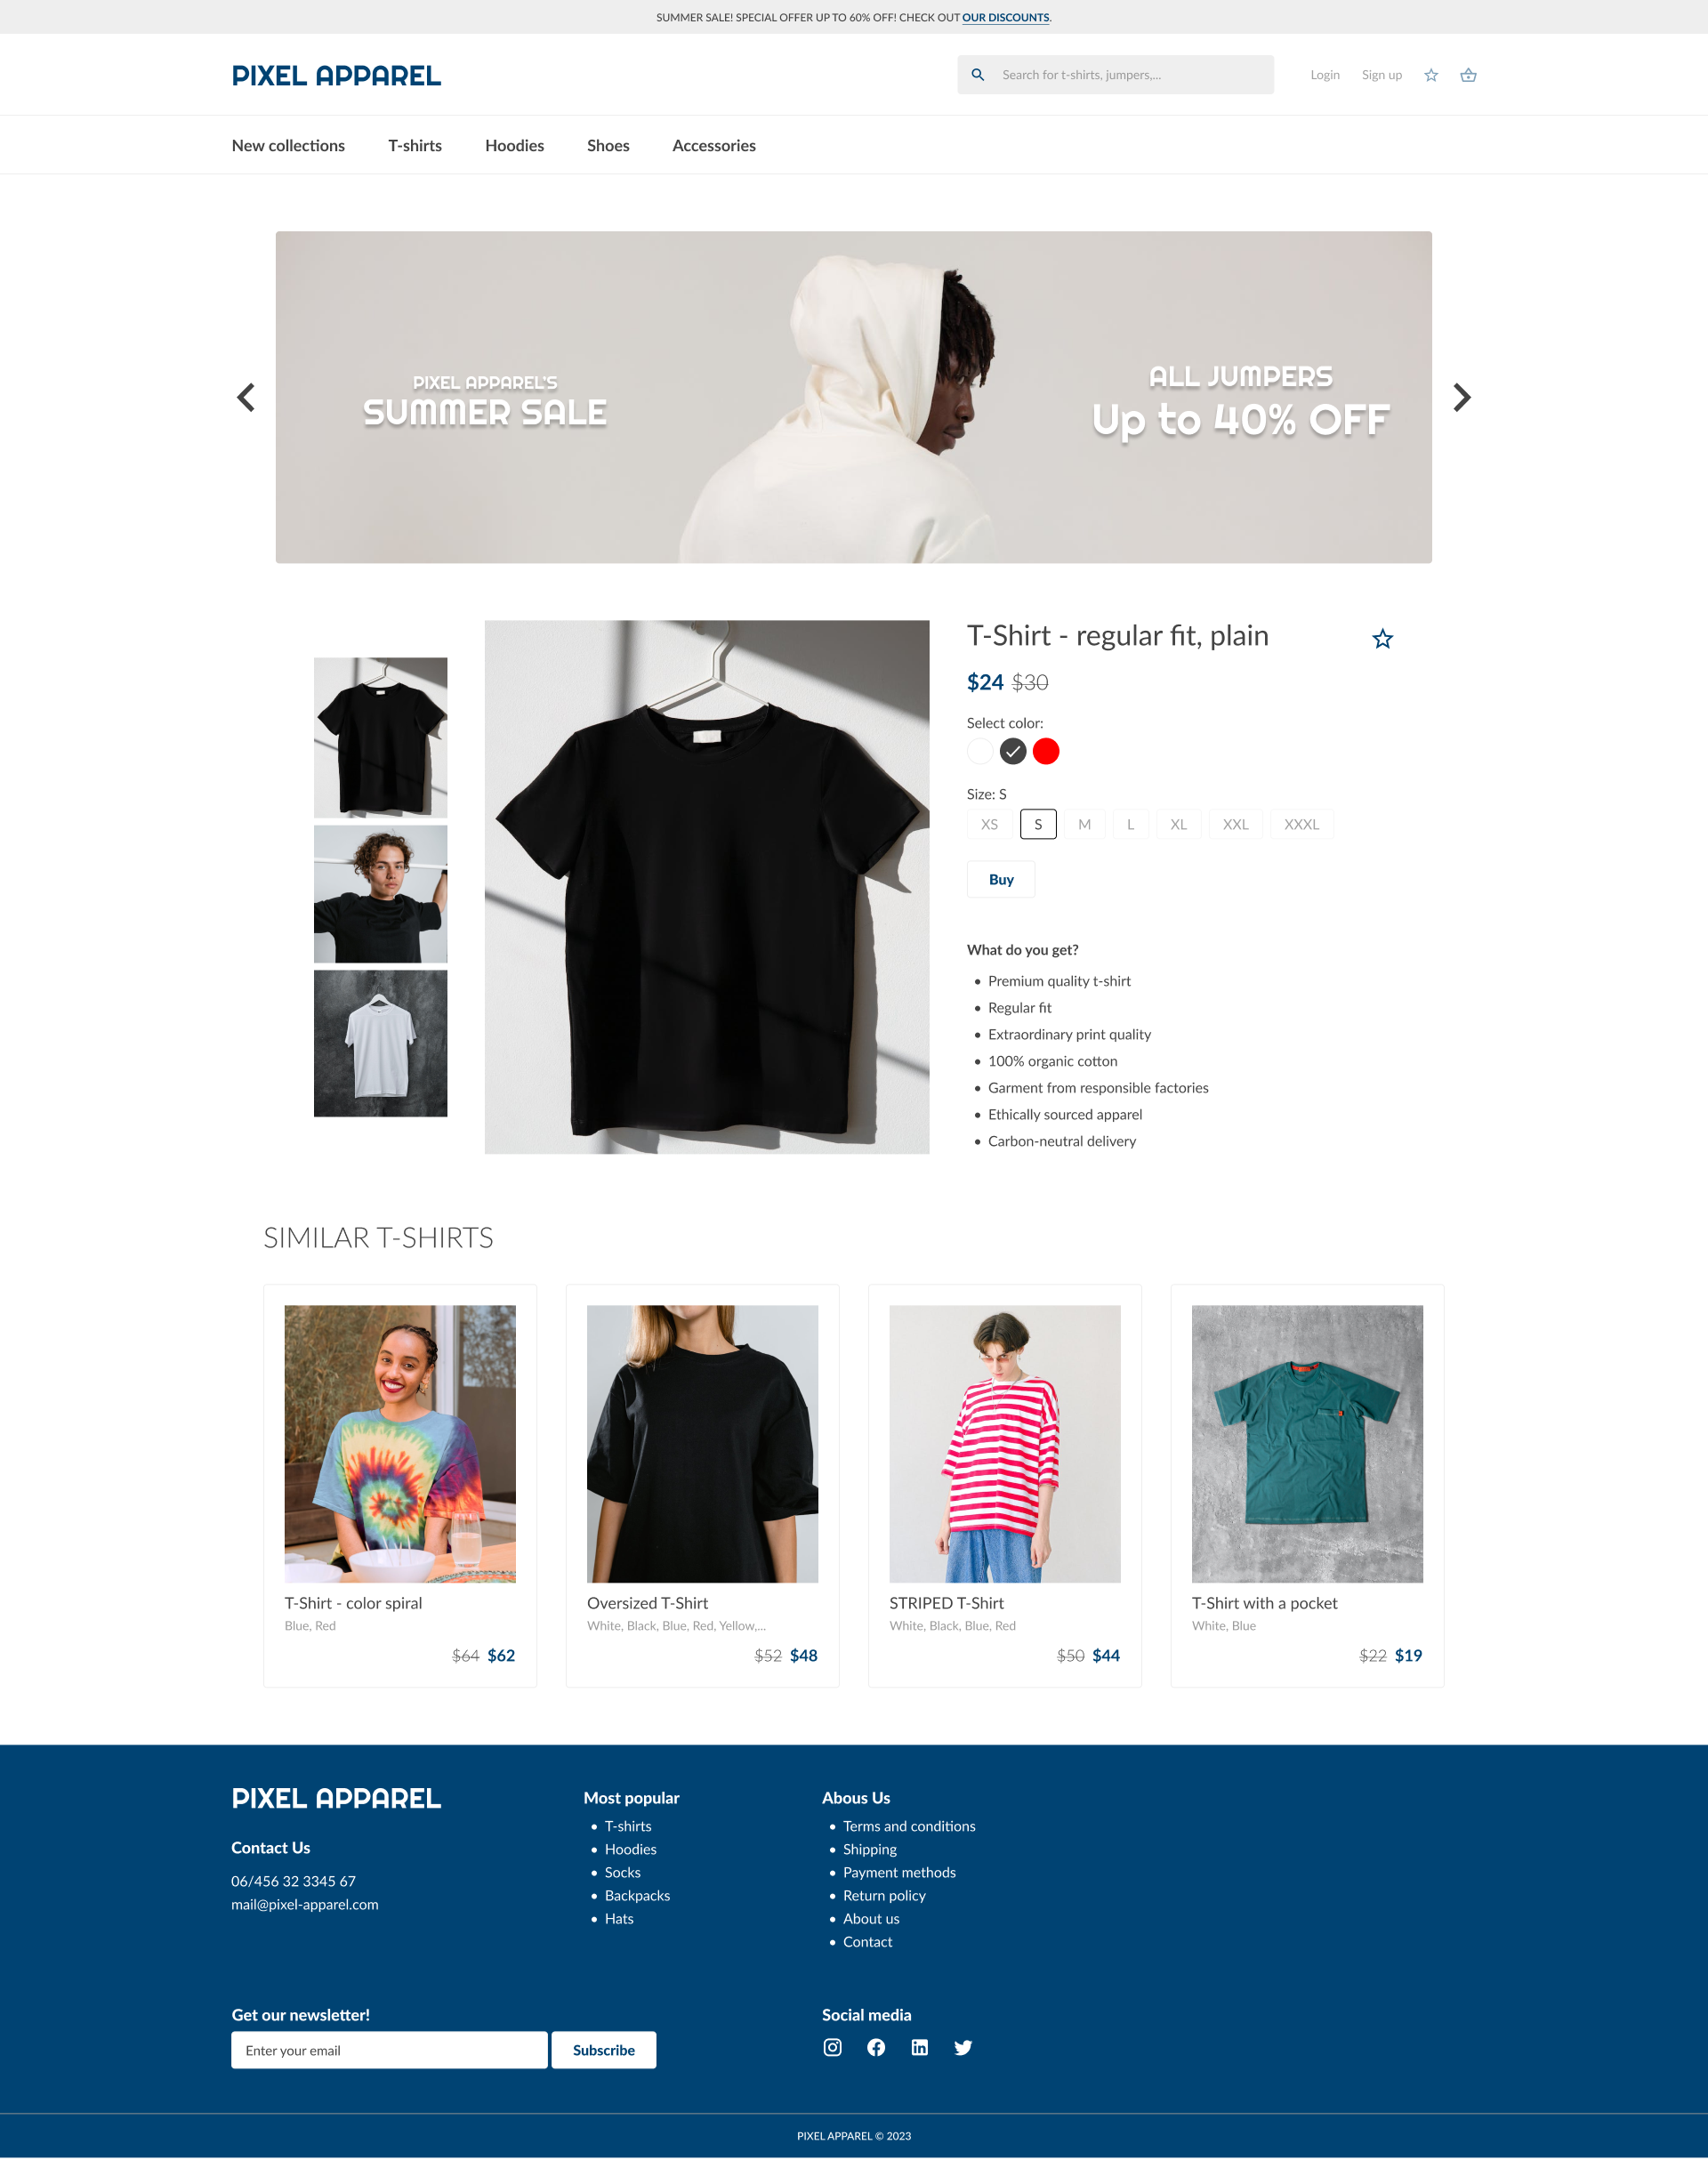 SUMMER SALE! SPECIAL OFFER UP TO 60% OFF! CHECK OUT OUR DISCOUNTS.
PIXEL APPAREL
Search for t-shirts, jumpers,...
Login
Sign up
New collections
T-shirts
Hoodies
Shoes
Accessories
PIXEL APPAREL'S
SUMMER SALE
ALL JUMPERS
Up to 40% OFF
T-Shirt - regular fit, plain
$24 $30
Select color:
Size: S
XS S M L XL XXL XXXL
Buy
What do you get?
• Premium quality t-shirt
• Regular fit
• Extraordinary print quality
• 100% organic cotton
• Garment from responsible factories
• Ethically sourced apparel
• Carbon-neutral delivery
SIMILAR T-SHIRTS
T-Shirt - color spiral
Blue, Red
$64 $62
Oversized T-Shirt
White, Black, Blue, Red, Yellow,...
$52 $48
STRIPED T-Shirt
White, Black, Blue, Red
$50 $44
T-Shirt with a pocket
White, Blue
$22 $19
PIXEL APPAREL
Contact Us
06/456 32 3345 67
mail@pixel-apparel.com
Most popular
• T-shirts
• Hoodies
• Socks
• Backpacks
• Hats
Abous Us
• Terms and conditions
• Shipping
• Payment methods
• Return policy
• About us
• Contact
Get our newsletter!
Enter your email
Subscribe
Social media
PIXEL APPAREL © 2023